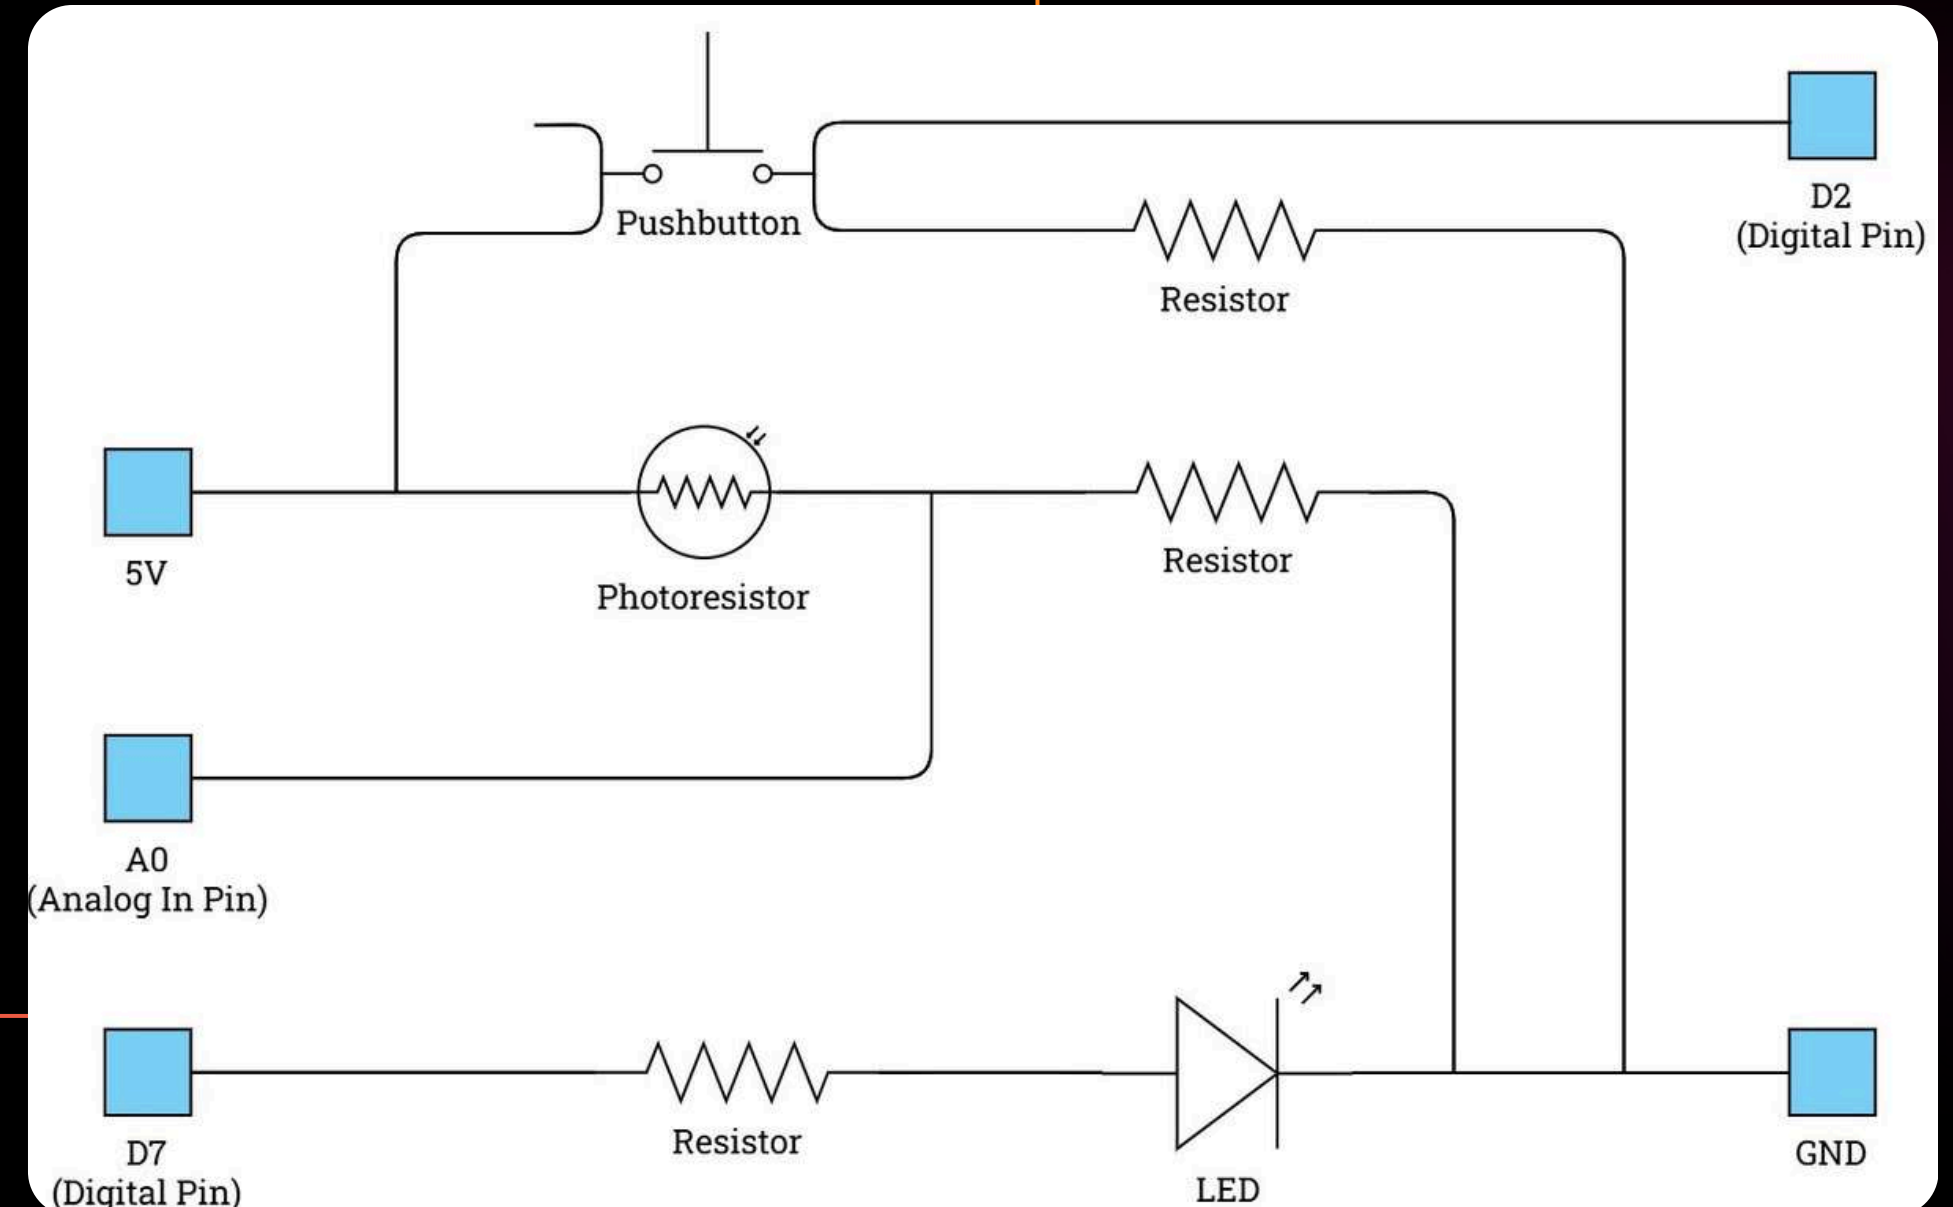 D2
(Digital Pin)
Pushbutton
Resistor
5V
Photoresistor
Resistor
A0
(Analog In Pin)
D7
(Digital Pin)
Resistor
LED
GND